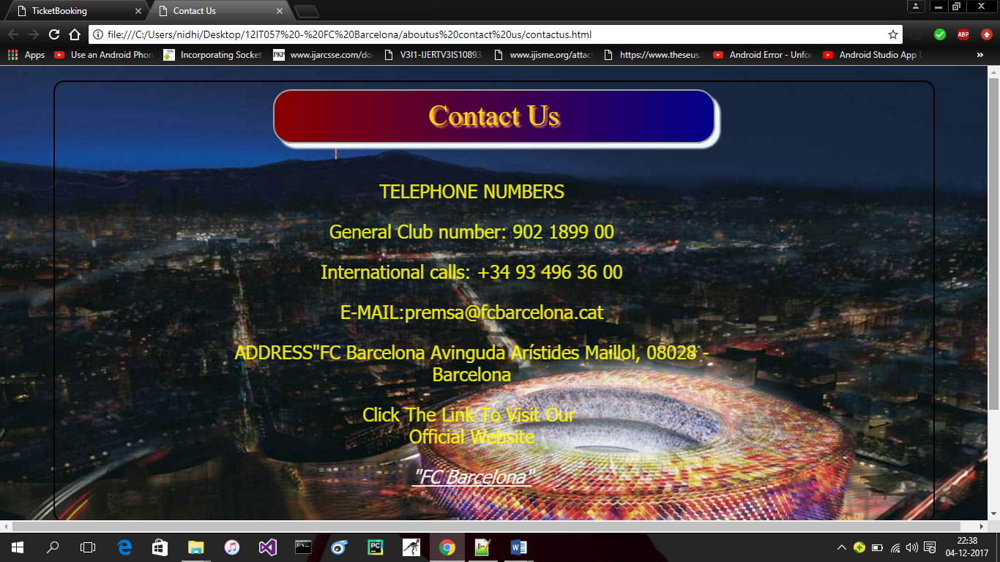 TicketBooking
Contact Us
file:///C:/Users/nidhi/Desktop/12IT057%20-%20FC%20Barcelona/aboutus%20contact%20us/contactus.html
ABP
Apps
Use an Android Phon
Incorporating Socket
PKP
www.ijarcsse.com/do
V3I1-IJERTV3IS10893
www.ijisme.org/attac
https://www.theseus.
Android Error - Unfor
Android Studio App D
»
Contact Us
TELEPHONE NUMBERS
General Club number: 902 1899 00
International calls: +34 93 496 36 00
E-MAIL:premsa@fcbarcelona.cat
ADDRESS"FC Barcelona Avinguda Arístides Maillol, 08028 -
Barcelona
Click The Link To Visit Our
Official Website
"FC Barcelona"
22:38
04-12-2017